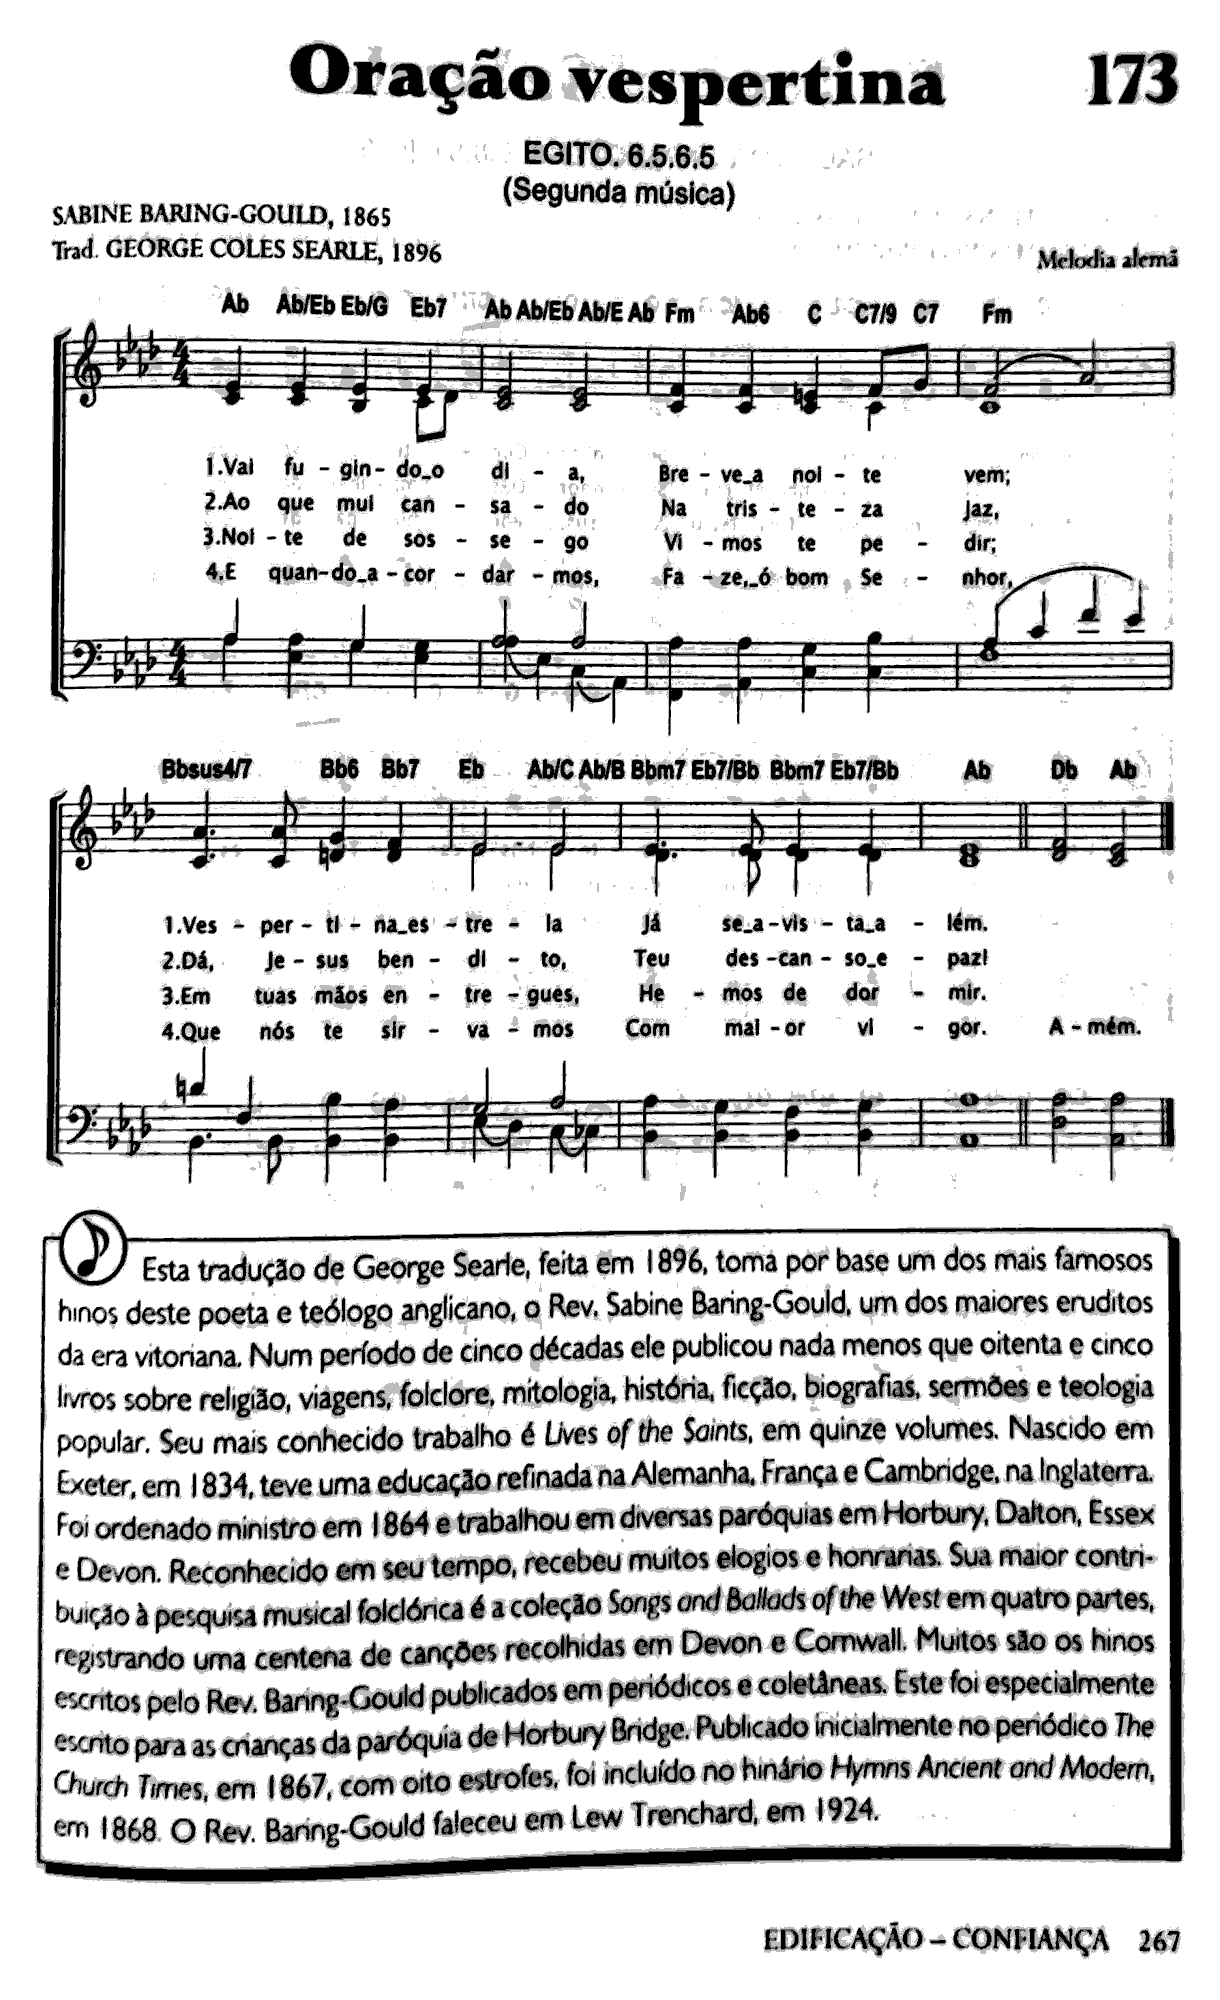 Oração vespertina 173
EGITO. 6.5.6.5
(Segunda música)
SABINE BARING-GOULD, 1865
Trad. GEORGE COLES SEARLE, 1896
Melodia alemã
Ab Ab/Eb Eb/G Eb7 Ab Ab/Eb Ab/E Ab Fm Ab6 C C7/9 C7 Fm
1.Vai fu - gin- do_o di - a, Bre - ve_a noi - te vem;
2.Ao que mui can - sa - do Na tris - te - za jaz,
3.Noi - te de sos - se - go Vi - mos te pe - dir;
4.E quan-do_a - cor - dar - mos, Fa - ze,_ó bom Se - nhor,
Bbsus4/7 Bb6 Bb7 Eb Ab/C Ab/B Bbm7 Eb7/Bb Bbm7 Eb7/Bb Ab Db Ab
1.Ves - per - ti - na_es - tre - la Já se_a-vis - ta_a - lém.
2.Dá, Je - sus ben - di - to, Teu des -can - so_e - paz!
3.Em tuas mãos en - tre - gues, He - mos de dor - mir.
4.Que nós te sir - va - mos Com mai - or vi - gor. A - mém.
Esta tradução de George Searle, feita em 1896, toma por base um dos mais famosos
hinos deste poeta e teólogo anglicano, o Rev. Sabine Baring-Gould, um dos maiores eruditos
da era vitoriana. Num período de cinco décadas ele publicou nada menos que oitenta e cinco
livros sobre religião, viagens, folclore, mitologia, história, ficção, biografias, sermões e teologia
popular. Seu mais conhecido trabalho é Lives of the Saints, em quinze volumes. Nascido em
Exeter, em 1834, teve uma educação refinada na Alemanha, França e Cambridge, na Inglaterra.
Foi ordenado ministro em 1864 e trabalhou em diversas paróquias em Horbury, Dalton, Essex
e Devon. Reconhecido em seu tempo, recebeu muitos elogios e honrarias. Sua maior contri-
buição à pesquisa musical folclórica é a coleção Songs and Ballads of the West em quatro partes,
registrando uma centena de canções recolhidas em Devon e Cornwall. Muitos são os hinos
escritos pelo Rev. Baring-Gould publicados em periódicos e coletâneas. Este foi especialmente
escrito para as crianças da paróquia de Horbury Bridge. Publicado inicialmente no periódico The
Church Times, em 1867, com oito estrofes, foi incluído no hinário Hymns Ancient and Modern,
em 1868. O Rev. Baring-Gould faleceu em Lew Trenchard, em 1924.
EDIFICAÇÃO – CONFIANÇA 267